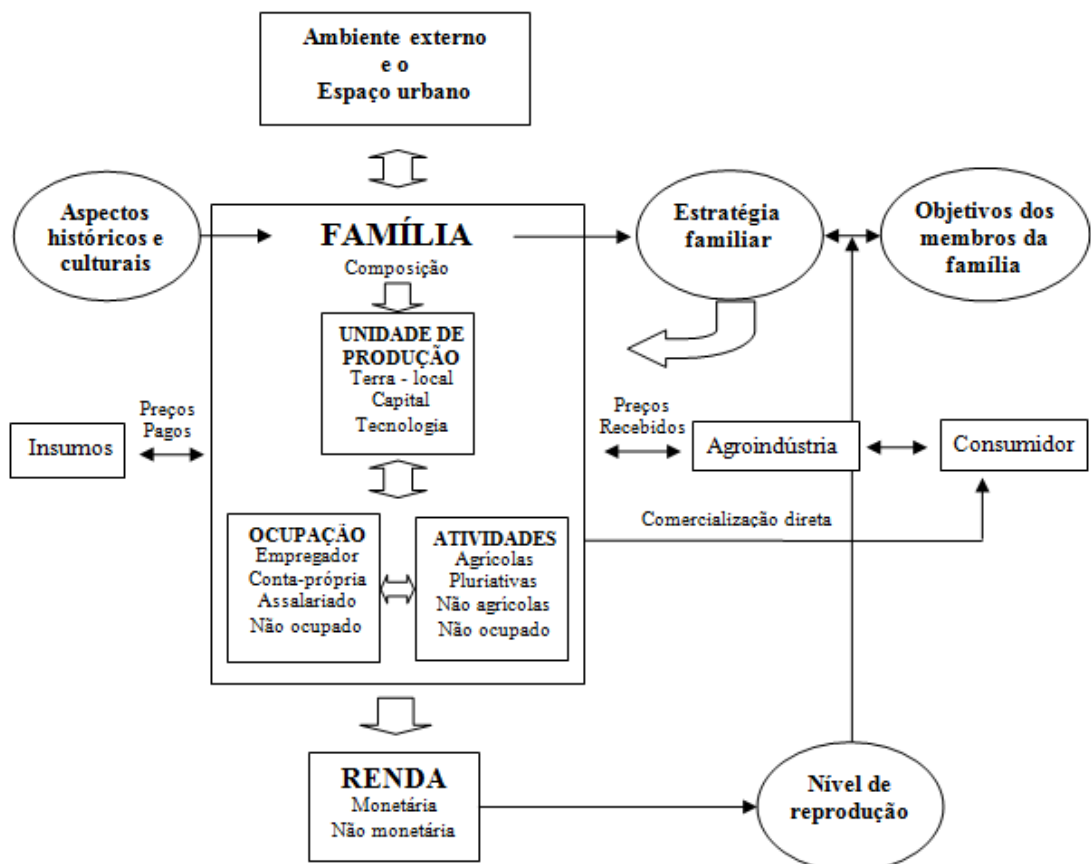 Ambiente externo
e o
Espaço urbano
Aspectos
históricos e
culturais
FAMÍLIA
Composição
Estratégia
familiar
Objetivos dos
membros da
família
UNIDADE DE
PRODUÇÃO
Terra - local
Capital
Tecnologia
Insumos
Preços
Pagos
Preços
Recebidos
Agroindústria
Consumidor
Comercialização direta
OCUPAÇÃO
Empregador
Conta-própria
Assalariado
Não ocupado
ATIVIDADES
Agrícolas
Pluriativas
Não agrícolas
Não ocupado
RENDA
Monetária
Não monetária
Nível de
reprodução